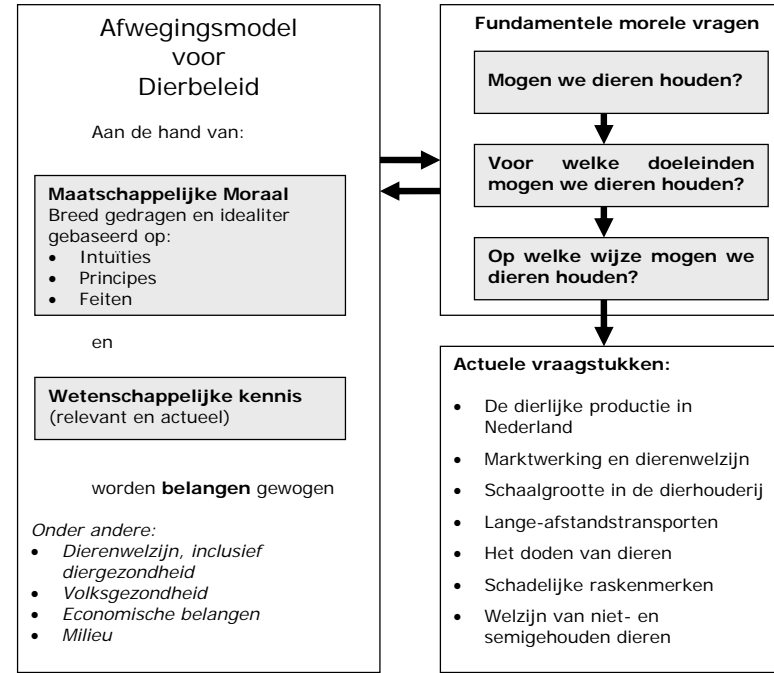 Afwegingsmodel
voor
Dierbeleid
Aan de hand van:
Maatschappelijke Moraal
Breed gedragen en idealiter
gebaseerd op:
• Intuïties
• Principes
• Feiten
en
Wetenschappelijke kennis
(relevant en actueel)
worden belangen gewogen
Onder andere:
• Dierenwelzijn, inclusief
diergezondheid
• Volksgezondheid
• Economische belangen
• Milieu
Fundamentele morele vragen
Mogen we dieren houden?
Voor welke doeleinden
mogen we dieren houden?
Op welke wijze mogen we
dieren houden?
Actuele vraagstukken:
• De dierlijke productie in
Nederland
• Marktwerking en dierenwelzijn
• Schaalgrootte in de dierhouderij
• Lange-afstandstransporten
• Het doden van dieren
• Schadelijke raskenmerken
• Welzijn van niet- en
semigehouden dieren